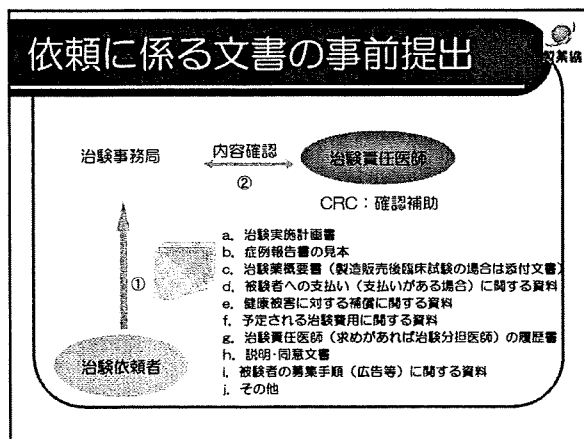 依頼に係る文書の事前提出
製薬協
治験事務局
内容確認
②
治験責任医師
CRC：確認補助
①
治験依頼者
a. 治験実施計画書
b. 症例報告書の見本
c. 治験薬概要書（製造販売後臨床試験の場合は添付文書）
d. 被験者への支払い（支払いがある場合）に関する資料
e. 健康被害に対する補償に関する資料
f. 予定される治験費用に関する資料
g. 治験責任医師（求めがあれば治験分担医師）の履歴書
h. 説明・同意文書
i. 被験者の募集手順（広告等）に関する資料
j. その他